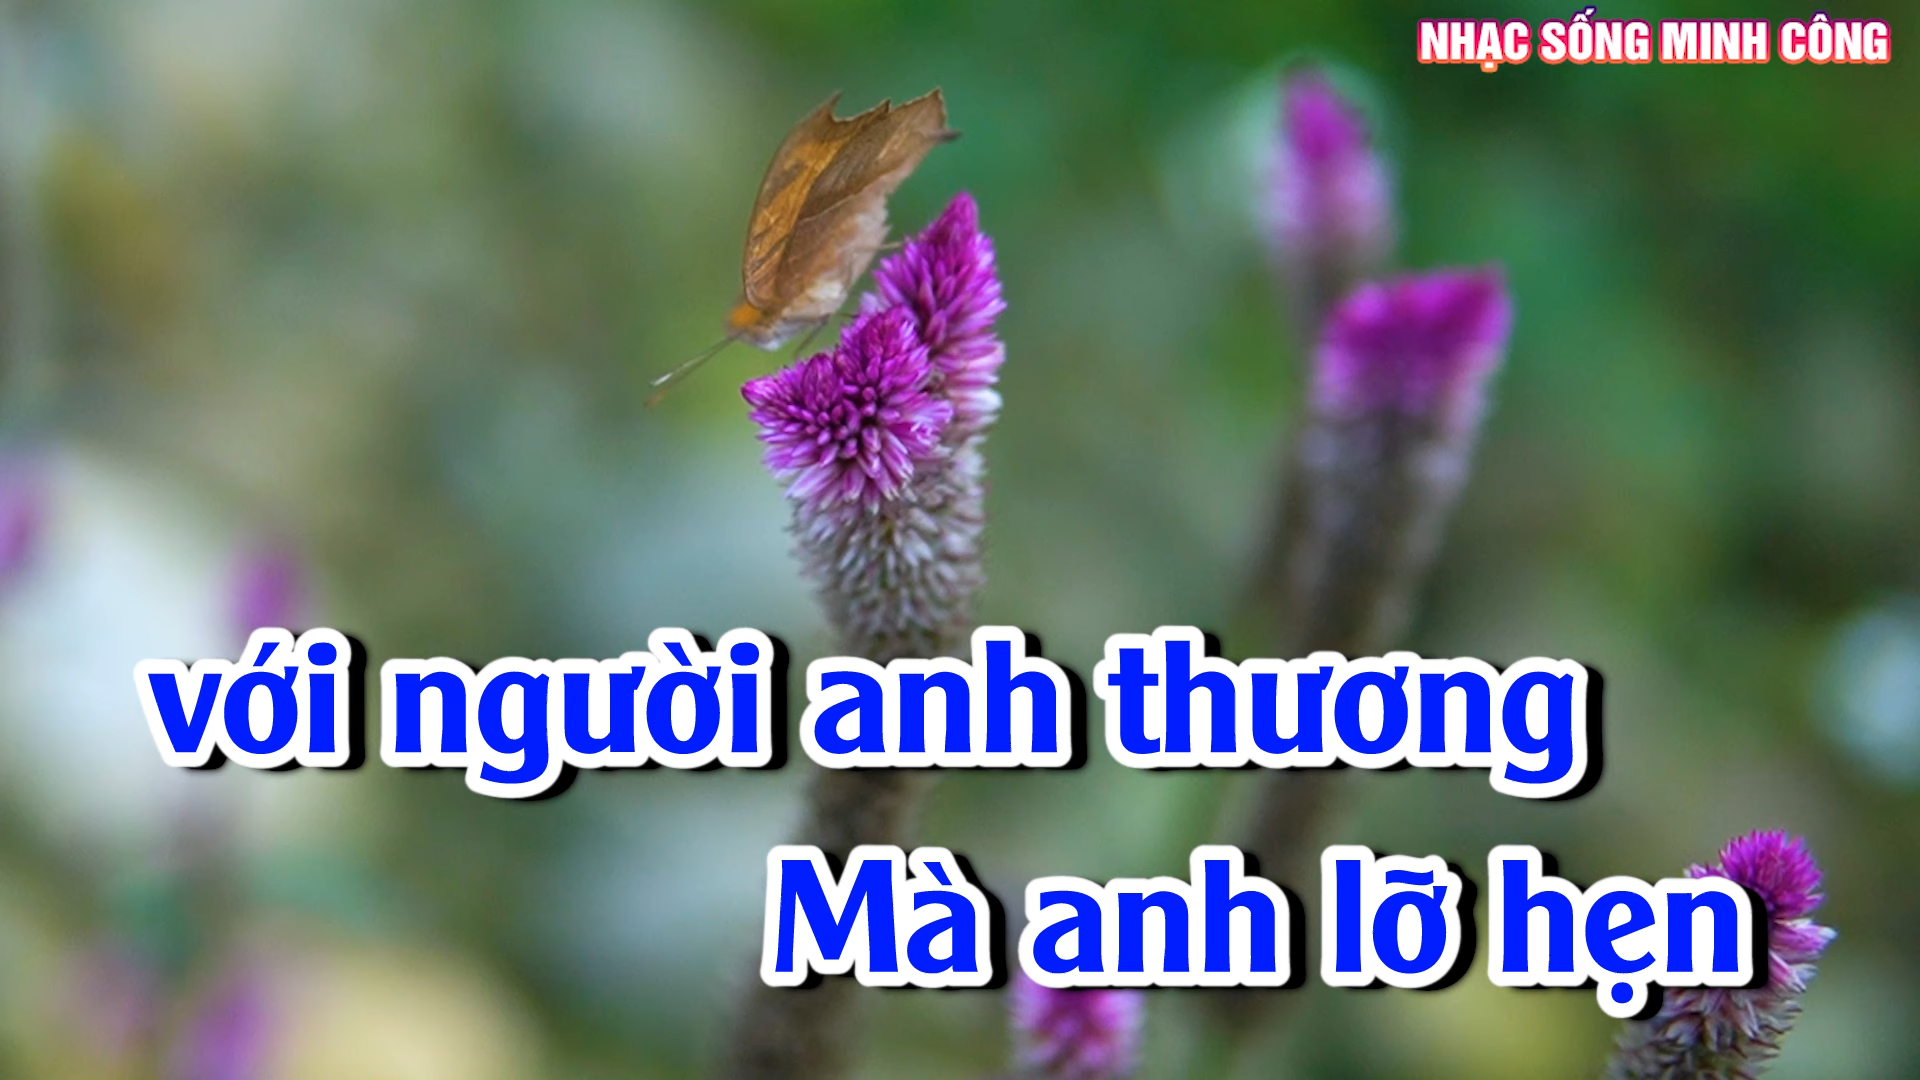 NHẠC SỐNG MINH CÔNG
với người anh thương
Mà anh lỡ hẹn